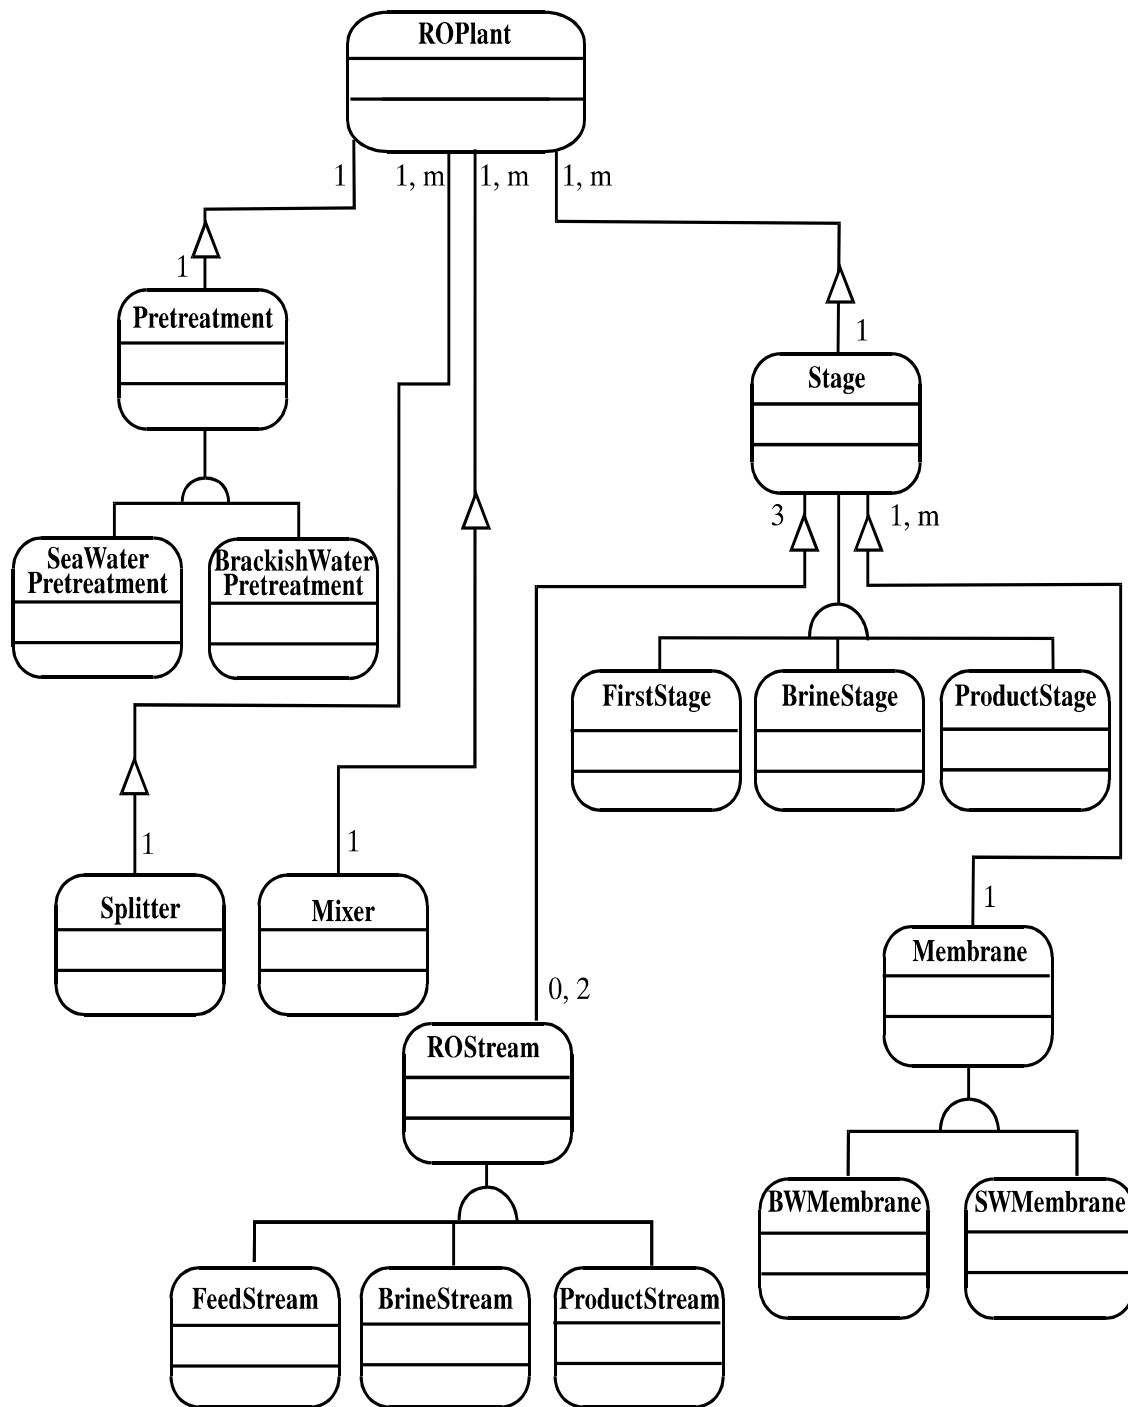 ROPlant
1
1, m
1, m
1, m
1
Pretreatment
1
Stage
3
1, m
SeaWater
Pretreatment
BrackishWater
Pretreatment
FirstStage
BrineStage
ProductStage
1
1
1
Splitter
Mixer
Membrane
0, 2
ROStream
BWMembrane
SWMembrane
FeedStream
BrineStream
ProductStream